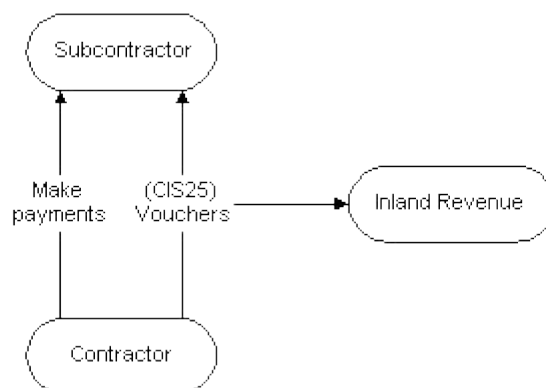 Subcontractor
Make
payments
(CIS25)
Vouchers
Inland Revenue
Contractor